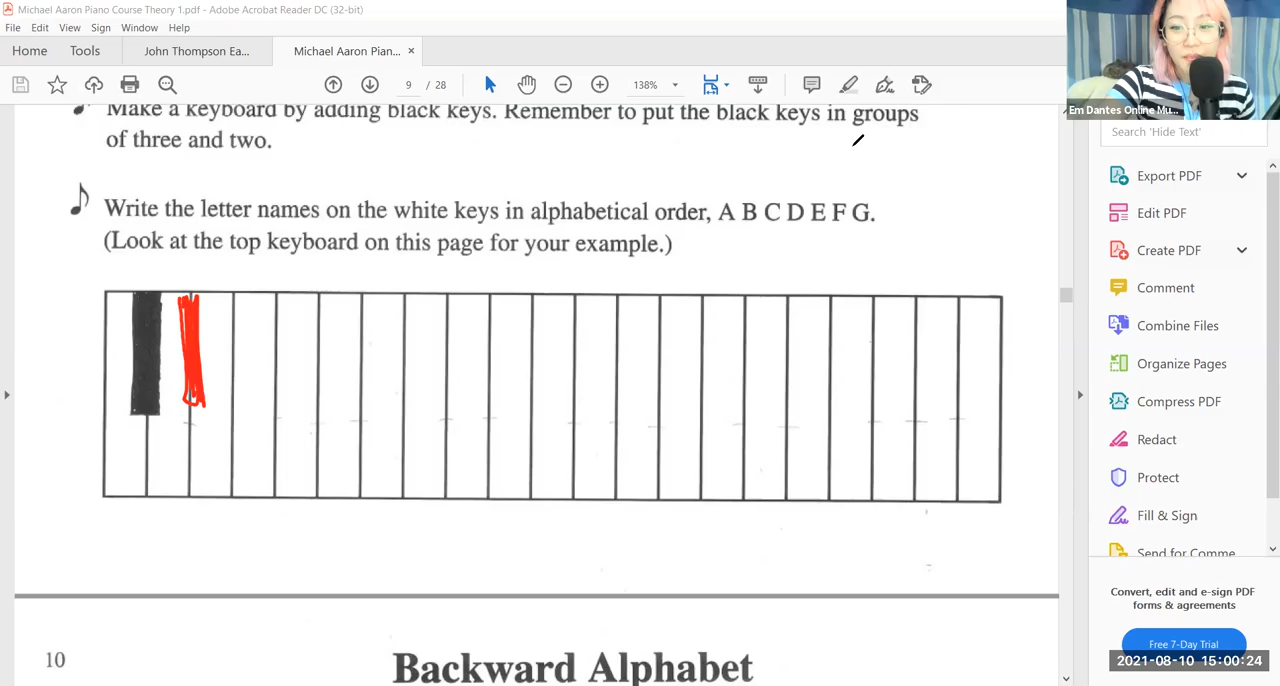 Michael Aaron Piano Course Theory 1.pdf - Adobe Acrobat Reader DC (32-bit)
File Edit View Sign Window Help
Home Tools John Thompson Ea... Michael Aaron Pian... ×
9 / 28 138%
Em Dantes Online Mu...
Make a keyboard by adding black keys. Remember to put the black keys in groups
of three and two.
Write the letter names on the white keys in alphabetical order, A B C D E F G.
(Look at the top keyboard on this page for your example.)
10
Backward Alphabet
Search 'Hide Text'
Export PDF
Edit PDF
Create PDF
Comment
Combine Files
Organize Pages
Compress PDF
Redact
Protect
Fill & Sign
Send for Comme
Convert, edit and e-sign PDF
forms & agreements
Free 7-Day Trial
2021-08-10 15:00:24